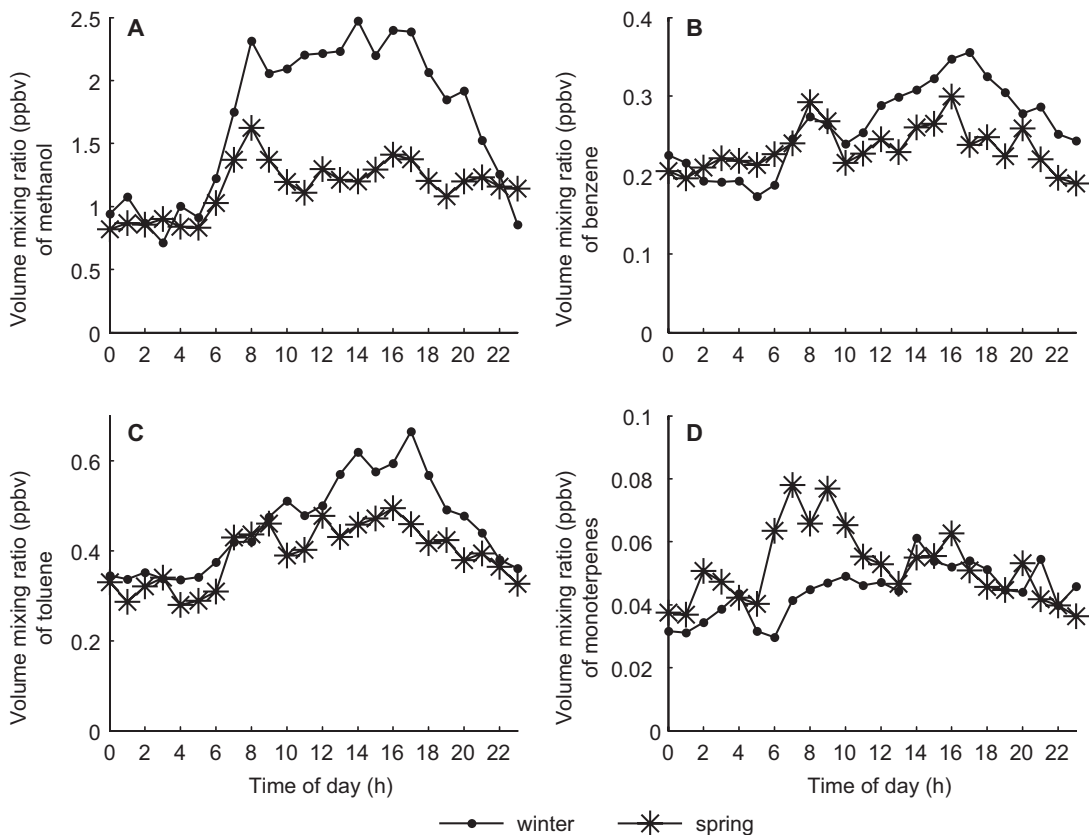 A
Volume mixing ratio (ppbv)
of methanol
2.5
2
1.5
1
0.5
0
0 2 4 6 8 10 12 14 16 18 20 22
B
Volume mixing ratio (ppbv)
of benzene
0.4
0.3
0.2
0.1
0
0 2 4 6 8 10 12 14 16 18 20 22
C
Volume mixing ratio (ppbv)
of toluene
0.6
0.4
0.2
0
0 2 4 6 8 10 12 14 16 18 20 22
Time of day (h)
D
Volume mixing ratio (ppbv)
of monoterpenes
0.1
0.08
0.06
0.04
0.02
0
0 2 4 6 8 10 12 14 16 18 20 22
Time of day (h)
winter spring